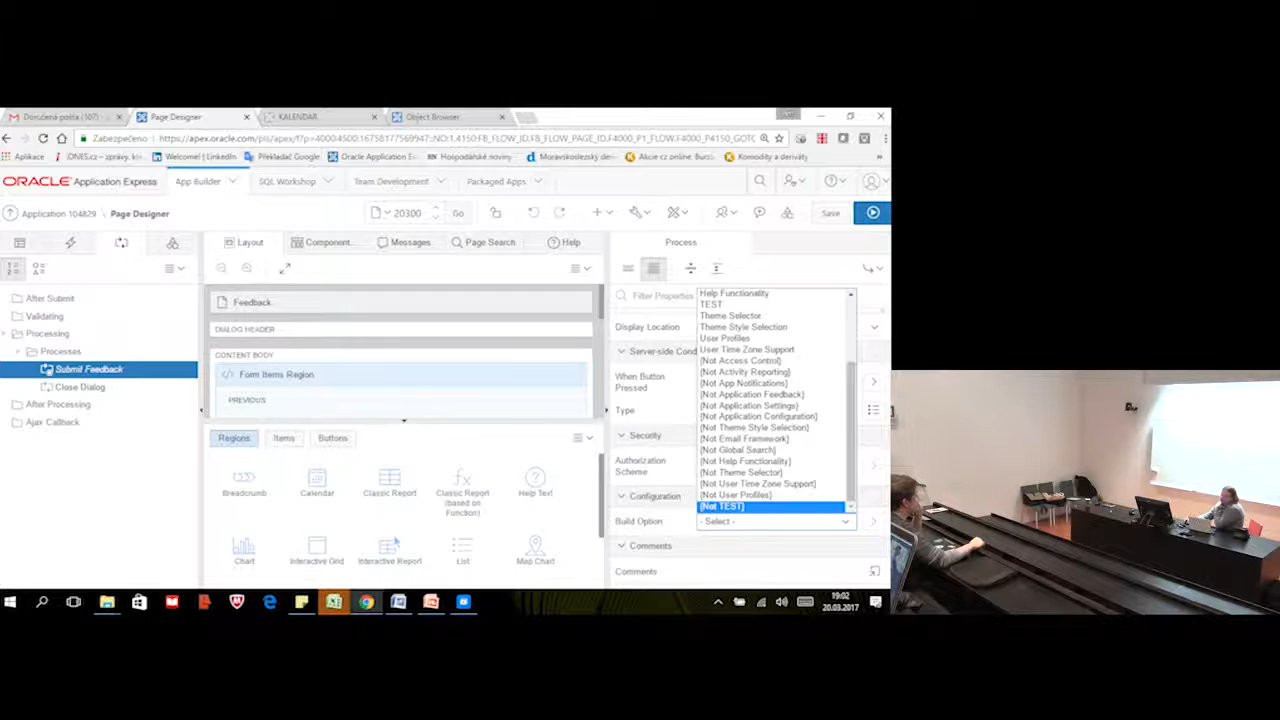 Doručená pošta (507)
Page Designer
KALENDAR
Object Browser
Zabezpečeno
https://apex.oracle.com/pls/apex/f?p=4000:4500:16758177569947::NO:1,4150:FB_FLOW_ID,FB_FLOW_PAGE_ID,F4000_P1_FLOW,F4000_P4150_GOTO
Aplikace
iDNES.cz – zprávy, kor
Welcome! | LinkedIn
Překladač Google
Oracle Application Ex
Hospodářské noviny
Moravskoslezský den
Akcie cz online: Burz
Komodity a deriváty
»
ORACLE Application Express
App Builder
SQL Workshop
Team Development
Packaged Apps
Application 104829 \ Page Designer
20300
Go
Save
Layout
Component
Messages
Page Search
Help
Process
After Submit
Validating
Processing
Processes
Submit Feedback
Close Dialog
After Processing
Ajax Callback
Feedback
DIALOG HEADER
CONTENT BODY
Form Items Region
PREVIOUS
Regions
Items
Buttons
Breadcrumb
Calendar
Classic Report
Classic Report (based on Function)
Help Text
Chart
Interactive Grid
Interactive Report
List
Map Chart
Filter Properties
Display Location
Server-side Cond
When Button Pressed
Type
Security
Authorization Scheme
Configuration
Build Option
- Select -
Comments
Comments
Help Functionality
TEST
Theme Selector
Theme Style Selection
User Profiles
User Time Zone Support
{Not Access Control}
{Not Activity Reporting}
{Not App Notifications}
{Not Application Feedback}
{Not Application Settings}
{Not Application Configuration}
{Not Theme Style Selection}
{Not Email Framework}
{Not Global Search}
{Not Help Functionality}
{Not Theme Selector}
{Not User Time Zone Support}
{Not User Profiles}
{Not TEST}
19:02
20.03.2017